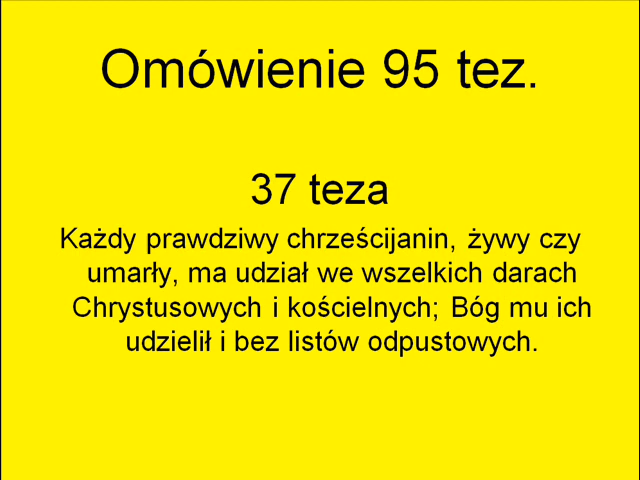 Omówienie 95 tez.
37 teza
Każdy prawdziwy chrześcijanin, żywy czy
umarły, ma udział we wszelkich darach
Chrystusowych i kościelnych; Bóg mu ich
udzielił i bez listów odpustowych.